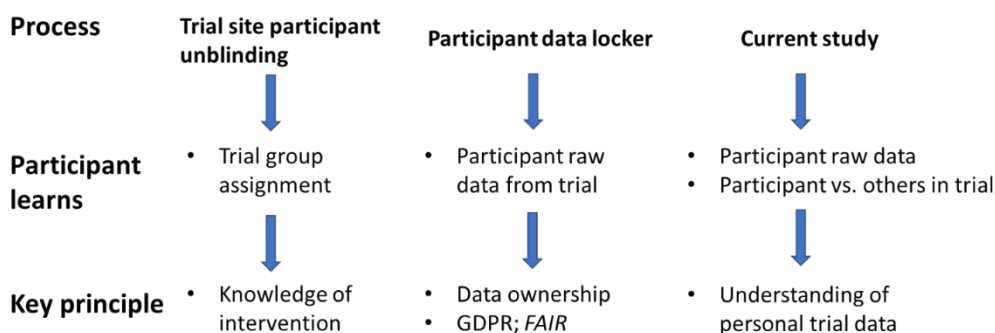 Process
Trial site participant
unblinding
Participant data locker
Current study
Participant
learns
• Trial group
assignment
• Participant raw
data from trial
• Participant raw data
• Participant vs. others in trial
Key principle
• Knowledge of
intervention
• Data ownership
• GDPR; FAIR
• Understanding of
personal trial data